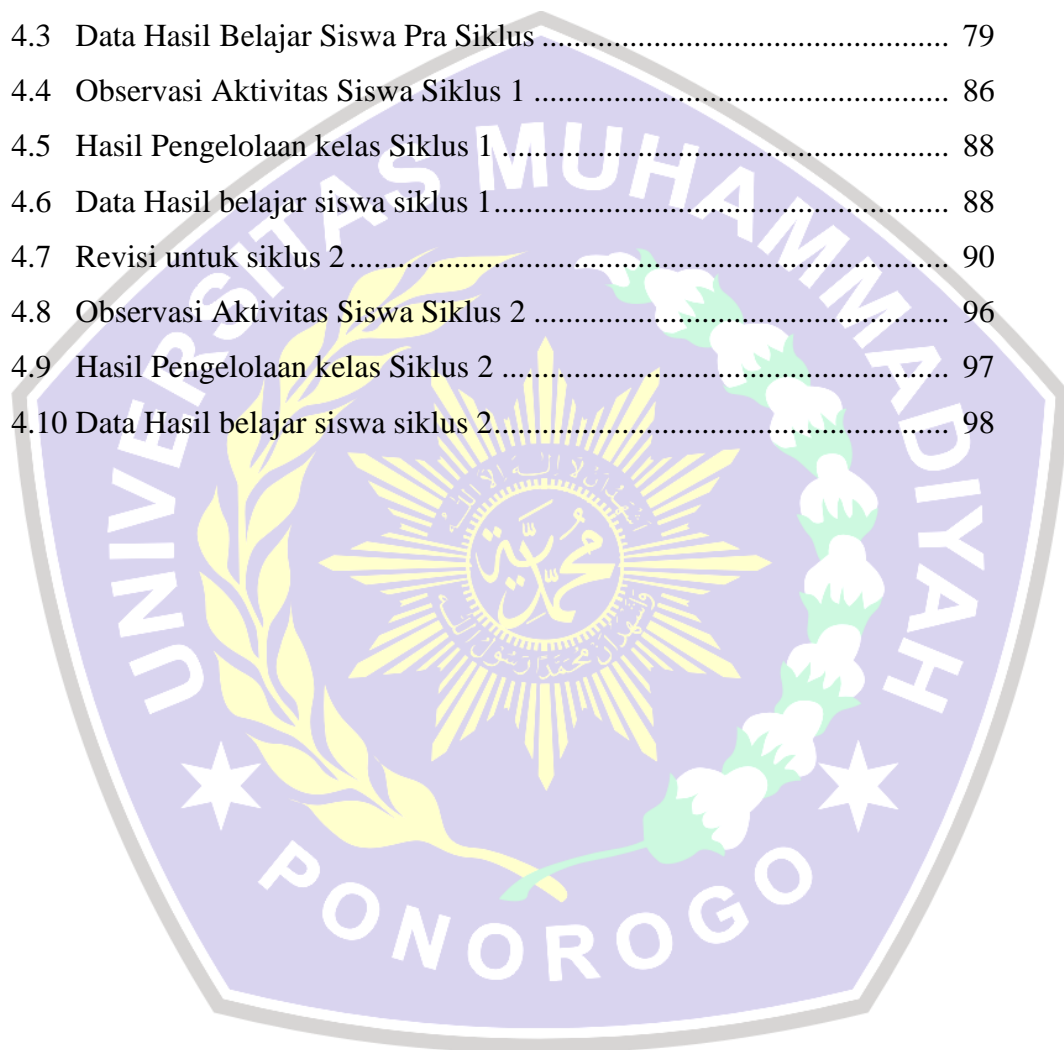 4.3 Data Hasil Belajar Siswa Pra Siklus ................................................. 79
4.4 Observasi Aktivitas Siswa Siklus 1 .................................................. 86
4.5 Hasil Pengelolaan kelas Siklus 1 ...................................................... 88
4.6 Data Hasil belajar siswa siklus 1....................................................... 88
4.7 Revisi untuk siklus 2 ........................................................................ 90
4.8 Observasi Aktivitas Siswa Siklus 2 .................................................. 96
4.9 Hasil Pengelolaan kelas Siklus 2 ...................................................... 97
4.10 Data Hasil belajar siswa siklus 2....................................................... 98
UNIVERSITAS MUHAMMADIYAH
PONOROGO
محمدية